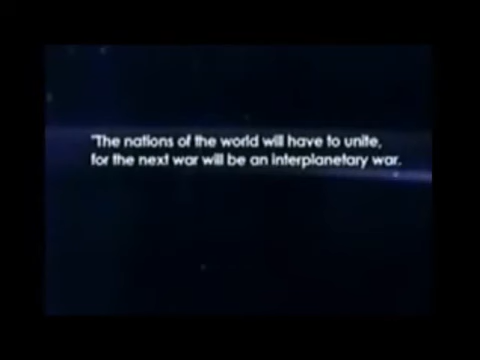 "The nations of the world will have to unite,
for the next war will be an interplanetary war.